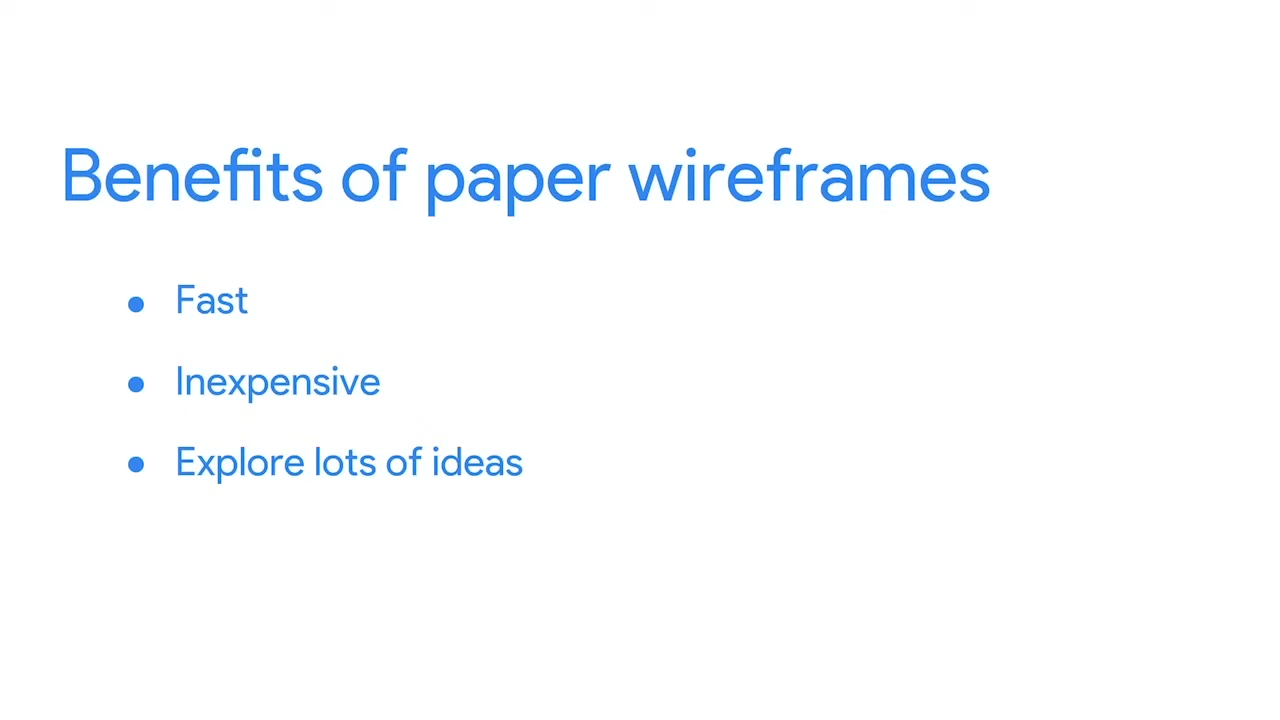 Benefits of paper wireframes
● Fast
● Inexpensive
● Explore lots of ideas